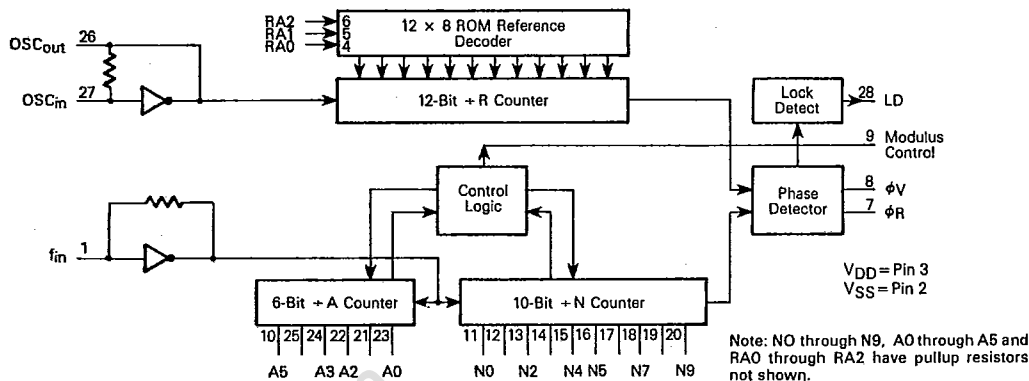 RA2 6
RA1 5
RA0 4
12 × 8 ROM Reference
Decoder
OSCout 26
OSCin 27
12-Bit ÷ R Counter
Lock
Detect
28 LD
9 Modulus
Control
Control
Logic
Phase
Detector
8 ϕV
7 ϕR
fin 1
VDD = Pin 3
VSS = Pin 2
6-Bit ÷ A Counter
10-Bit ÷ N Counter
10 25 24 22 21 23
11 12 13 14 15 16 17 18 19 20
A5 A3 A2 A0
N0 N2 N4 N5 N7 N9
Note: N0 through N9, A0 through A5 and
RA0 through RA2 have pullup resistors
not shown.